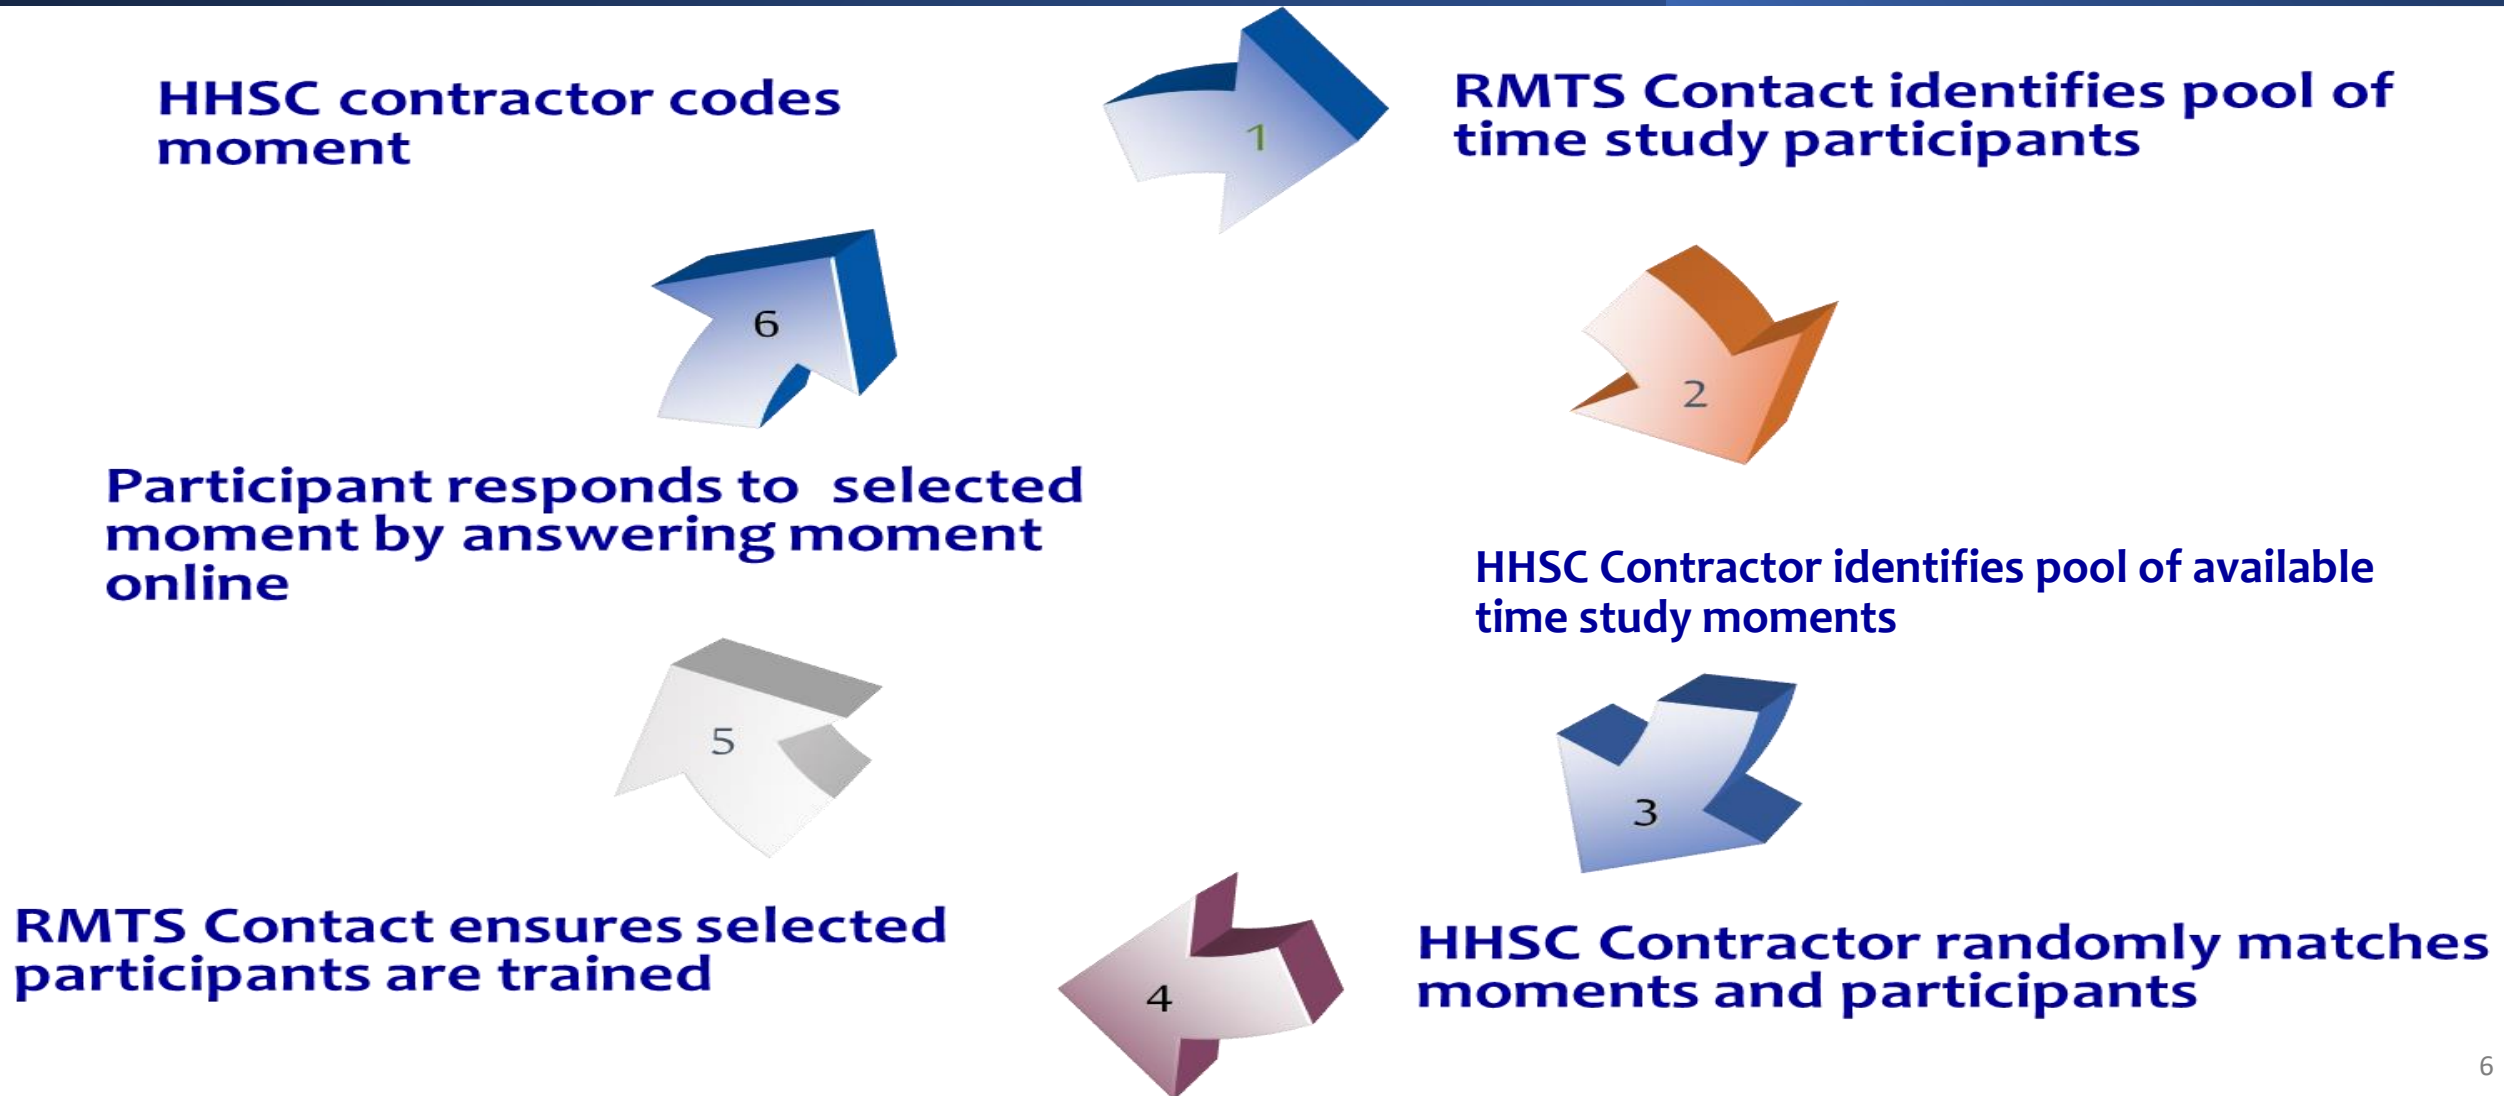 1
RMTS Contact identifies pool of
time study participants
2
HHSC Contractor identifies pool of available
time study moments
3
HHSC Contractor randomly matches
moments and participants
4
RMTS Contact ensures selected
participants are trained
5
Participant responds to  selected
moment by answering moment
online
6
HHSC contractor codes
moment
6